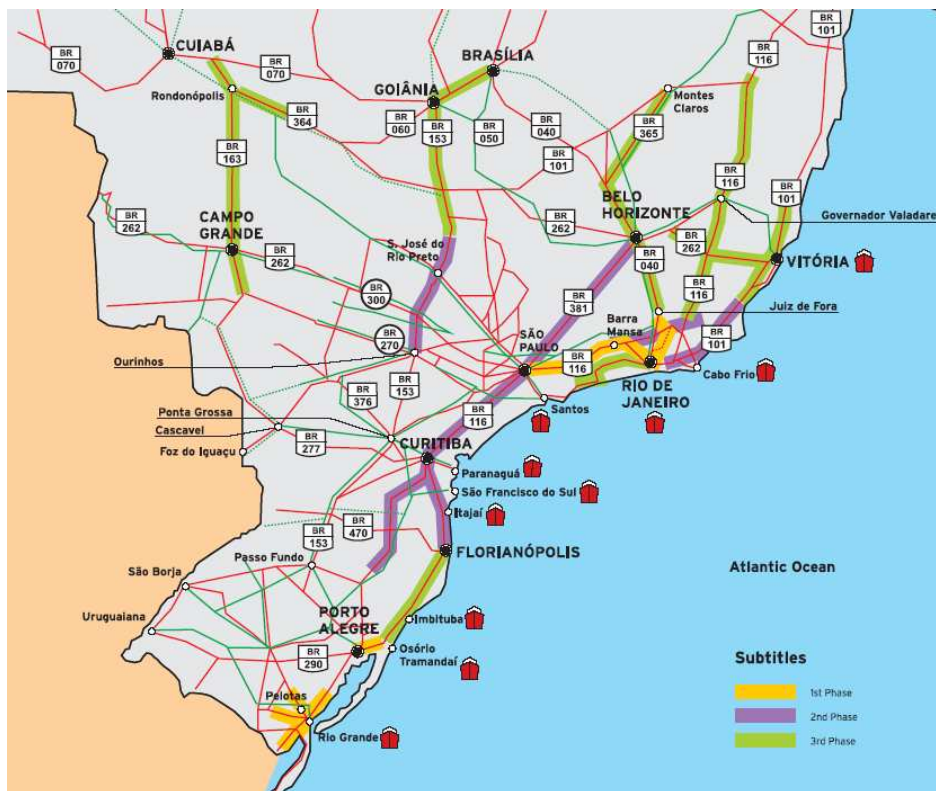 BR
101
BR
116
CUIABÁ
BRASÍLIA
BR
070
BR
070
Rondonópolis
GOIÂNIA
Montes
Claros
BR
364
BR
060
BR
153
BR
050
BR
040
BR
365
BR
163
BR
101
BR
116
BR
101
BELO
HORIZONTE
Governador Valadare
CAMPO
GRANDE
BR
262
BR
262
S. José do
Rio Preto
BR
262
BR
262
BR
040
VITÓRIA
BR
300
BR
381
BR
116
Juiz de Fora
BR
270
SÃO
PAULO
Barra
Mansa
BR
101
Ourinhos
BR
116
Cabo Frio
BR
376
BR
153
RIO DE
JANEIRO
Santos
Ponta Grossa
BR
116
Cascavel
CURITIBA
Foz do Iguaçu
BR
277
Paranaguá
São Francisco do Sul
Itajaí
BR
153
BR
470
FLORIANÓPOLIS
Passo Fundo
São Borja
Atlantic Ocean
Uruguaiana
PORTO
ALEGRE
Imbituba
BR
290
Osório
Tramandaí
Subtitles
Pelotas
1st Phase
2nd Phase
Rio Grande
3rd Phase